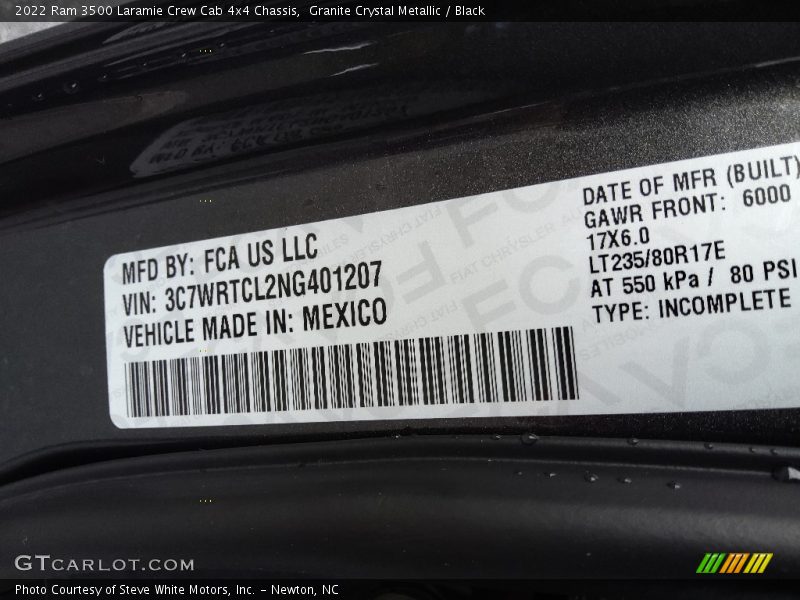 2022 Ram 3500 Laramie Crew Cab 4x4 Chassis, Granite Crystal Metallic / Black
MFD BY: FCA US LLC
VIN: 3C7WRTCL2NG401207
VEHICLE MADE IN: MEXICO
DATE OF MFR (BUILT)
GAWR FRONT: 6000
17X6.0
LT235/80R17E
AT 550 kPa / 80 PSI
TYPE: INCOMPLETE
GTCARLOT.COM
Photo Courtesy of Steve White Motors, Inc. – Newton, NC